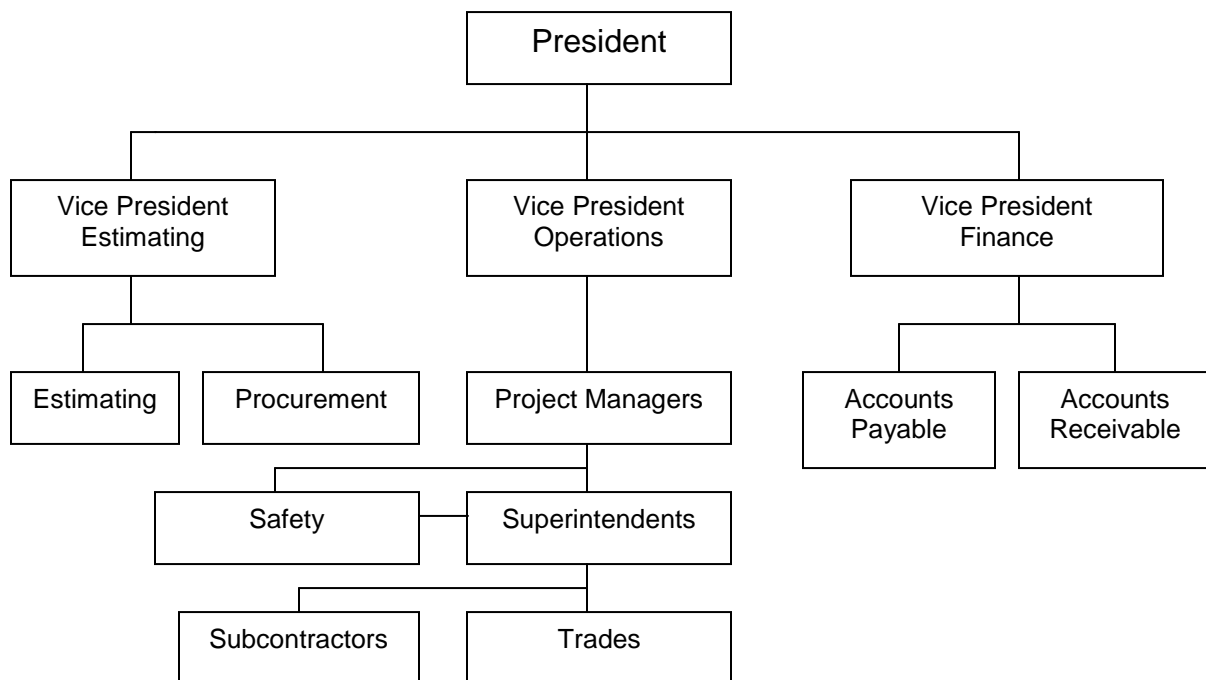 President
Vice President
Estimating
Vice President
Operations
Vice President
Finance
Estimating
Procurement
Project Managers
Accounts
Payable
Accounts
Receivable
Safety
Superintendents
Subcontractors
Trades